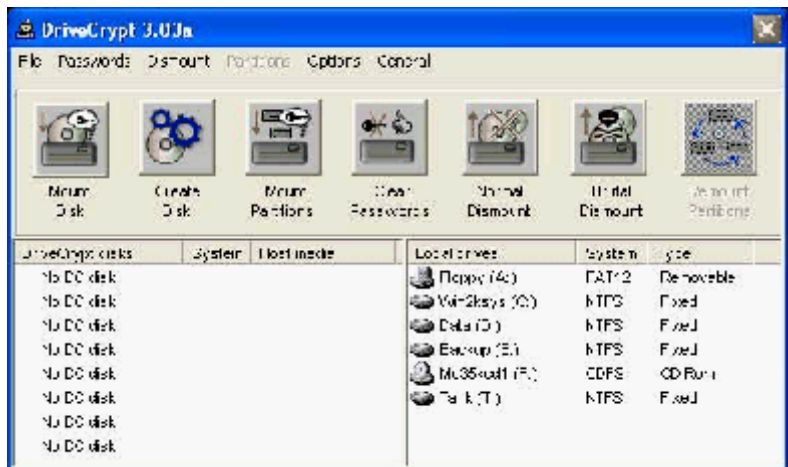 DriveCrypt 3.03a
File Passwords Dismount Partitions Options General
Mount Disk
Create Disk
Mount Partitions
Clear Passwords
Normal Dismount
Brutal Dismount
Remount Partitions
DriveCrypt disks System Host media
No DC disk
No DC disk
No DC disk
No DC disk
No DC disk
No DC disk
No DC disk
No DC disk
Local drives System Type
Floppy (A:) FAT12 Removable
Win2ksys (C:) NTFS Fixed
Data (D:) NTFS Fixed
Backup (E:) NTFS Fixed
(F:) CDFS CD Rom
(T:) NTFS Fixed